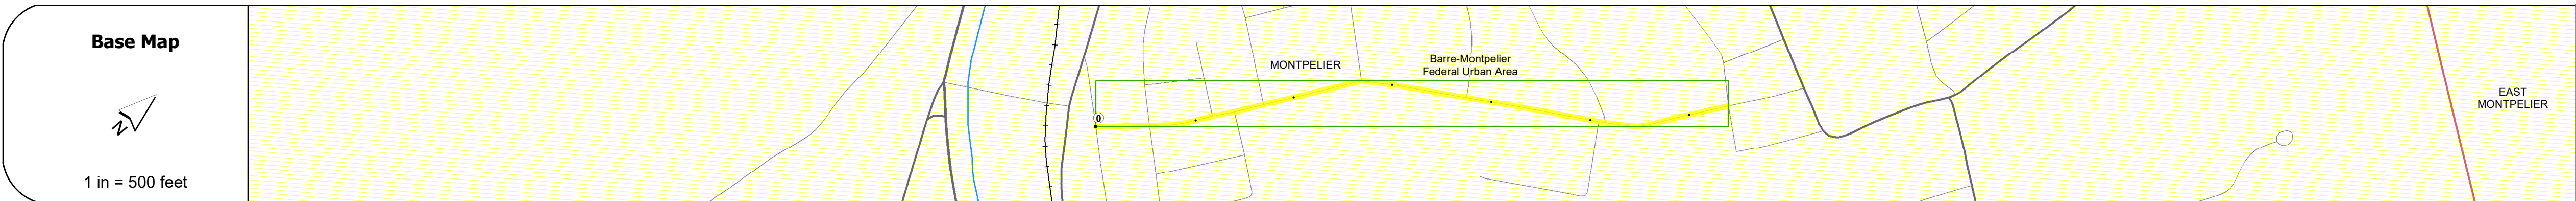 Base Map
N
1 in = 500 feet
0
MONTPELIER
Barre-Montpelier
Federal Urban Area
EAST
MONTPELIER